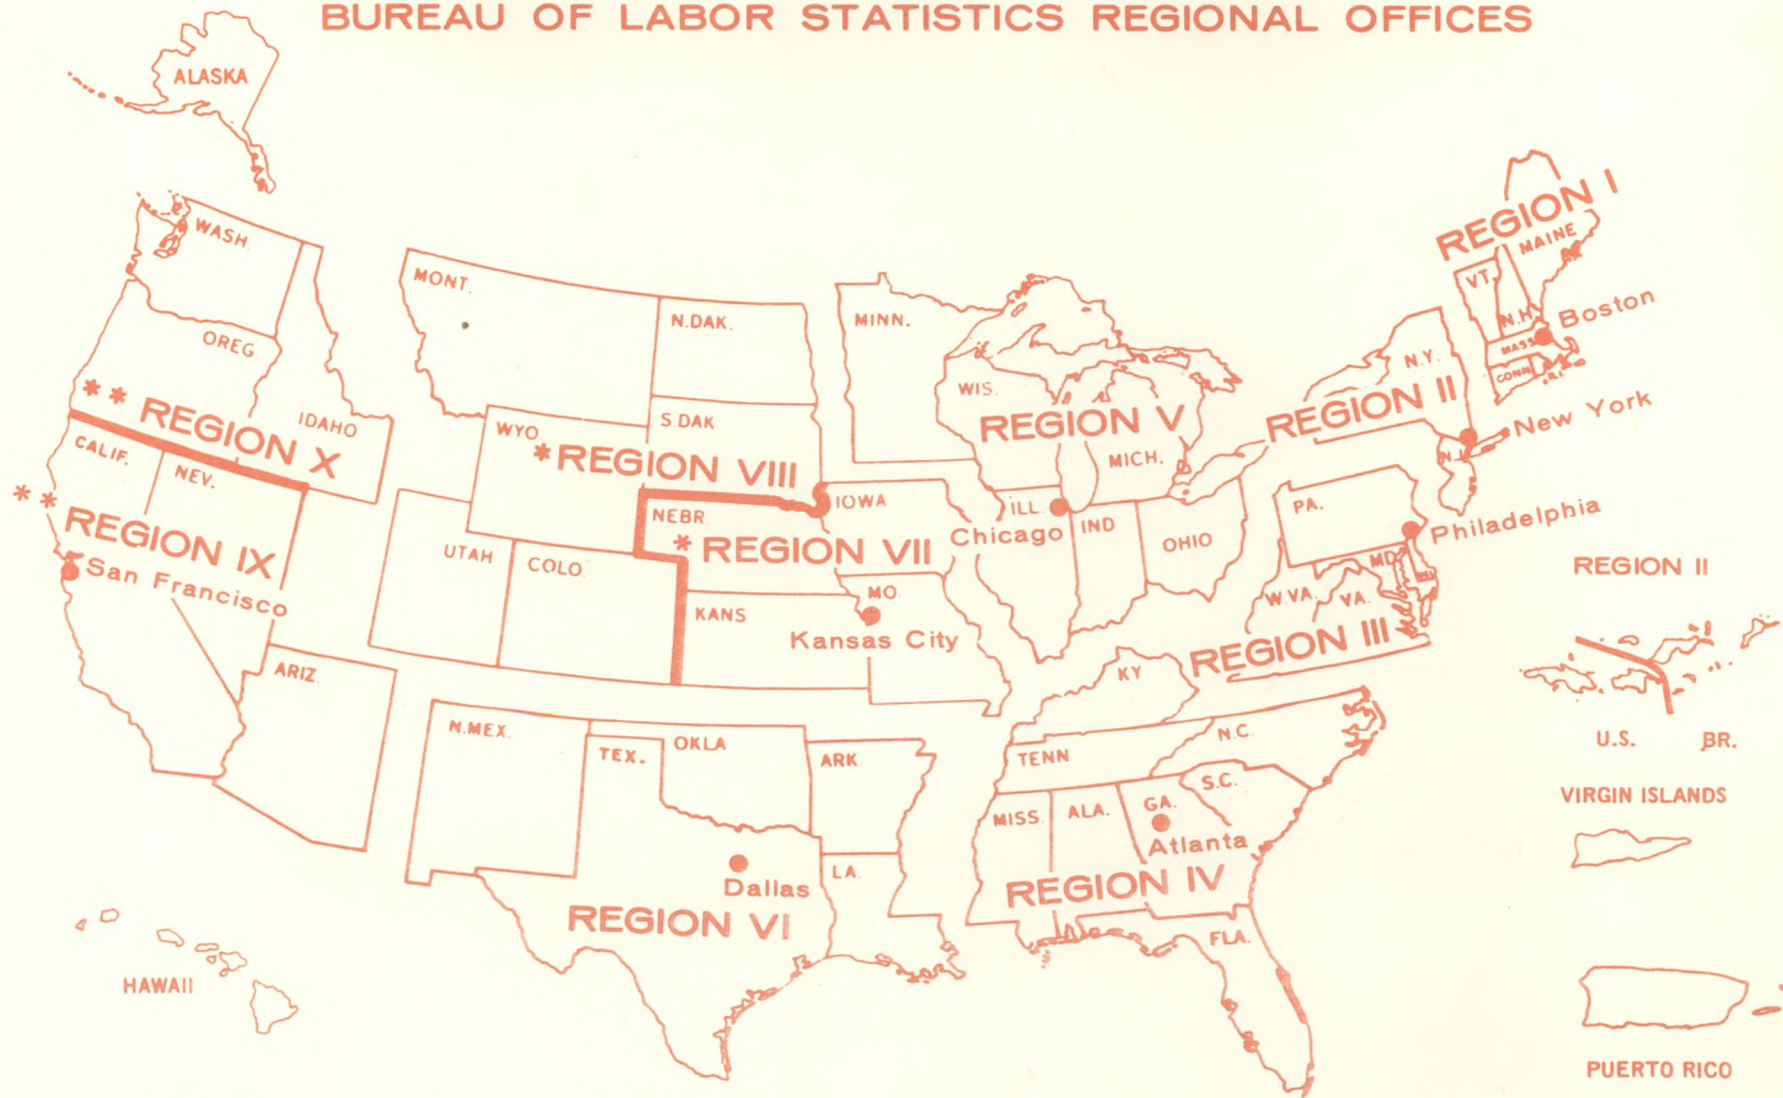 BUREAU OF LABOR STATISTICS REGIONAL OFFICES
ALASKA
REGION I
MAINE
VT.
N.H.
Boston
MASS
CONN
R.I.
WASH.
OREG
IDAHO
** REGION X
MONT.
N.DAK.
S.DAK
WYO
*REGION VIII
MINN.
WIS.
REGION V
MICH.
N.Y.
REGION II
New York
N.J.
CALIF.
NEV.
** REGION IX
San Francisco
UTAH
COLO.
NEBR
IOWA
* REGION VII
KANS
MO.
Kansas City
ILL.
Chicago
IND
OHIO
PA.
Philadelphia
MD
W.VA.
VA.
REGION III
REGION II
U.S. BR.
VIRGIN ISLANDS
ARIZ.
N.MEX.
TEX.
OKLA
ARK
LA.
Dallas
REGION VI
KY
TENN
N.C.
S.C.
MISS.
ALA.
GA.
Atlanta
REGION IV
FLA.
HAWAII
PUERTO RICO